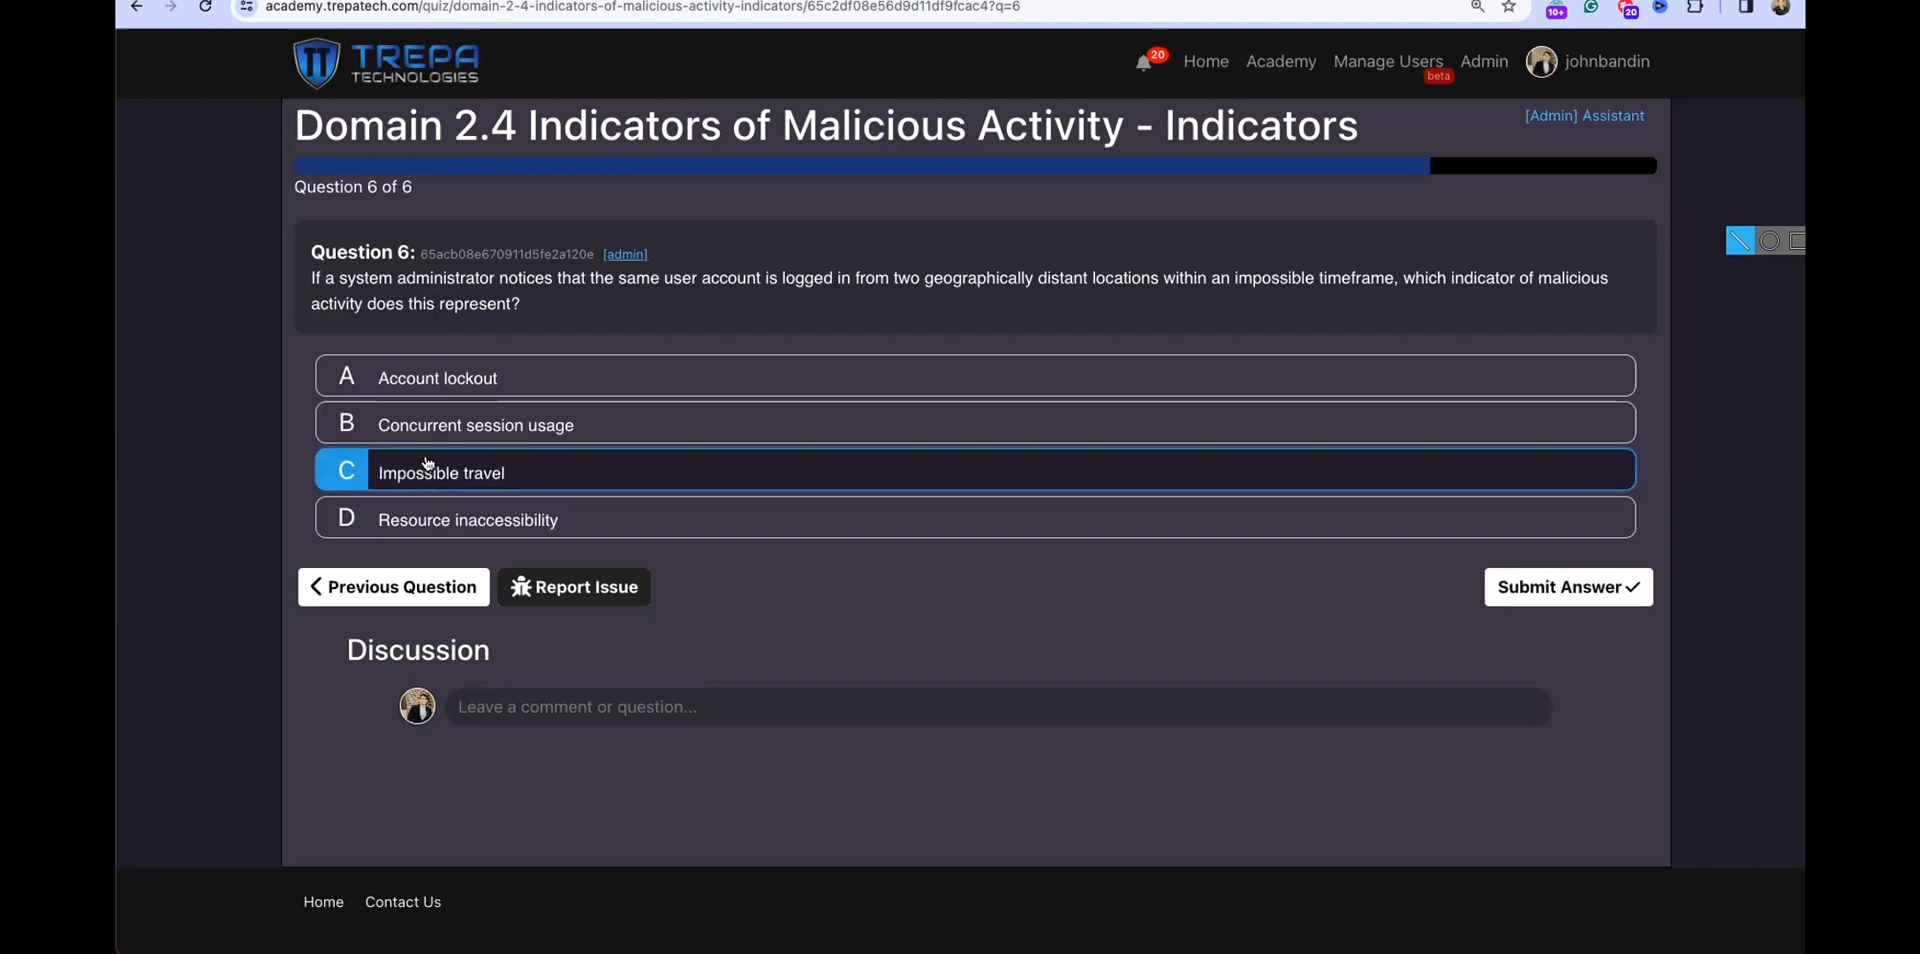 academy.trepatech.com/quiz/domain-2-4-indicators-of-malicious-activity-indicators/65c2df08e56d9d11df9fcac4?q=6
10+
20
TREPA
TECHNOLOGIES
20
Home
Academy
Manage Users
beta
Admin
johnbandin
Domain 2.4 Indicators of Malicious Activity - Indicators
[Admin] Assistant
Question 6 of 6
Question 6: 65acb08e670911d5fe2a120e [admin]
If a system administrator notices that the same user account is logged in from two geographically distant locations within an impossible timeframe, which indicator of malicious
activity does this represent?
A Account lockout
B Concurrent session usage
C Impossible travel
D Resource inaccessibility
Previous Question
Report Issue
Submit Answer
Discussion
Leave a comment or question...
Home
Contact Us